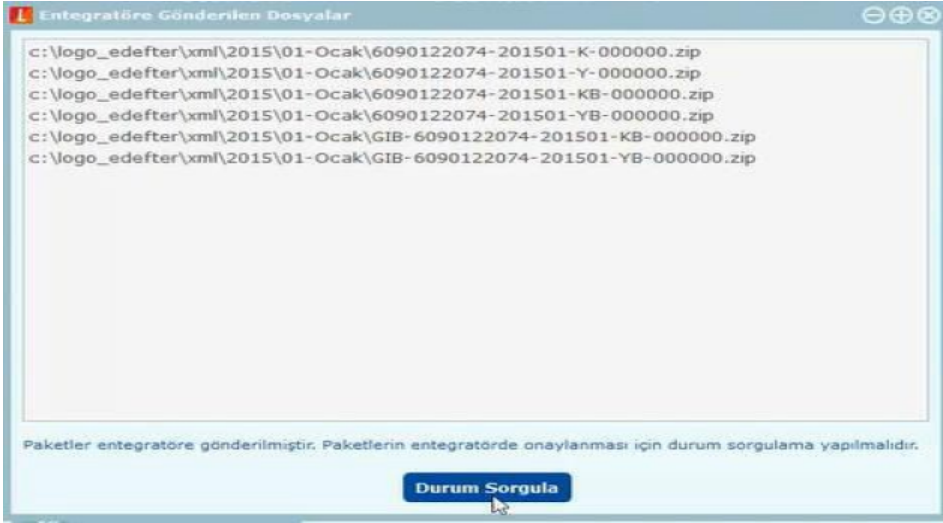 Entegratöre Gönderilen Dosyalar
c:\logo_edefter\xml\2015\01-Ocak\6090122074-201501-K-000000.zip
c:\logo_edefter\xml\2015\01-Ocak\6090122074-201501-Y-000000.zip
c:\logo_edefter\xml\2015\01-Ocak\6090122074-201501-KB-000000.zip
c:\logo_edefter\xml\2015\01-Ocak\6090122074-201501-YB-000000.zip
c:\logo_edefter\xml\2015\01-Ocak\GIB-6090122074-201501-KB-000000.zip
c:\logo_edefter\xml\2015\01-Ocak\GIB-6090122074-201501-YB-000000.zip
Paketler entegratöre gönderilmiştir. Paketlerin entegratörde onaylanması için durum sorgulama yapılmalıdır.
Durum Sorgula